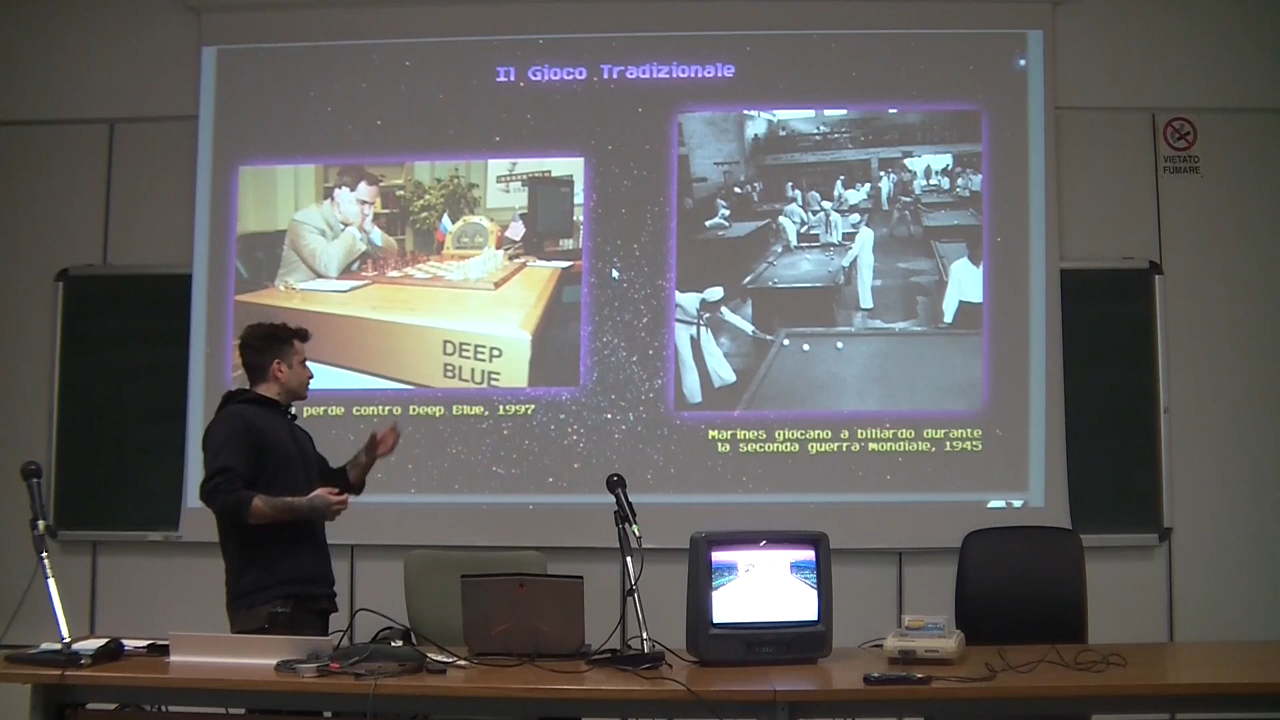 Il Gioco Tradizionale
DEEP
BLUE
perde contro Deep Blue, 1997
Marines giocano a biliardo durante
la seconda guerra mondiale, 1945
VIETATO
FUMARE